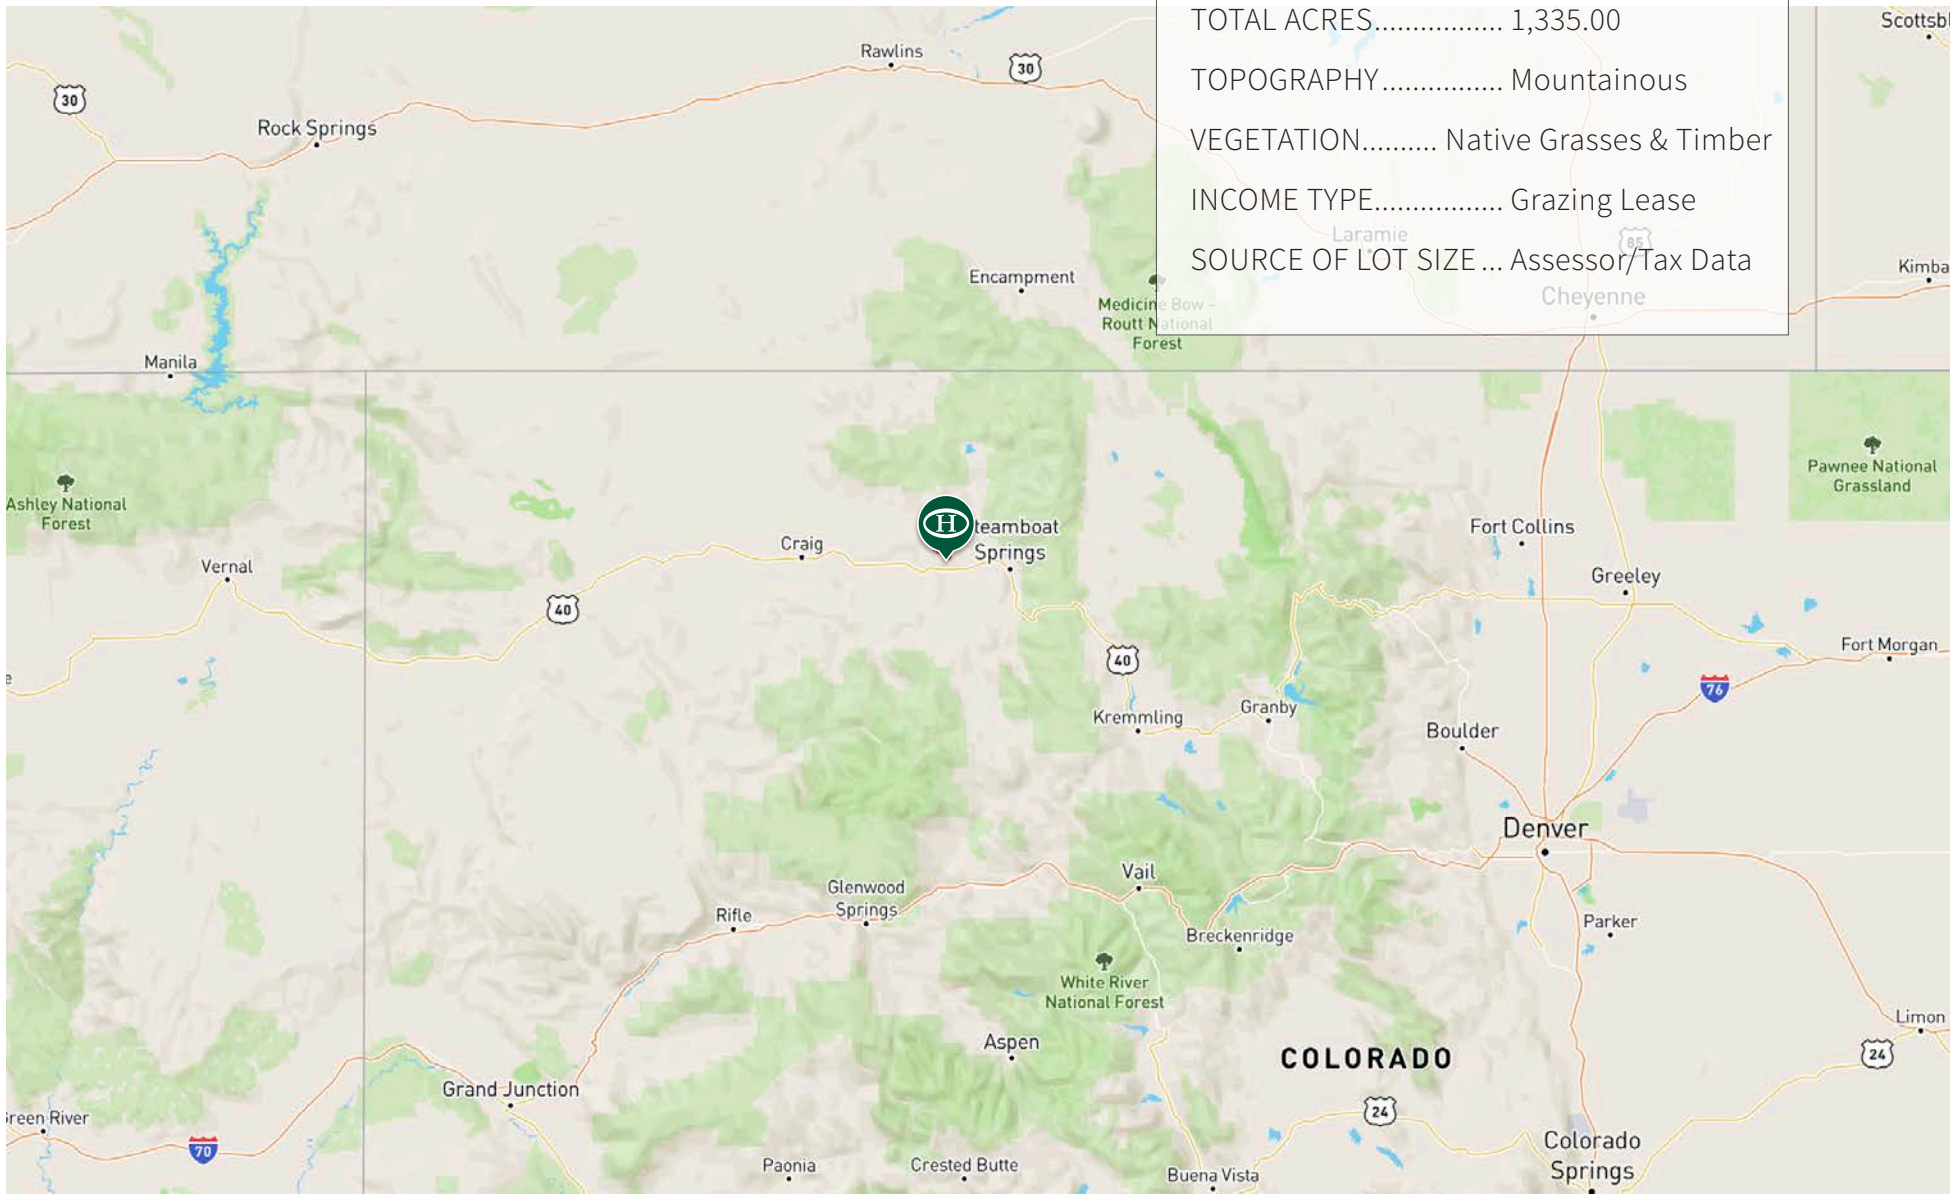 TOTAL ACRES................. 1,335.00
TOPOGRAPHY................ Mountainous
VEGETATION.......... Native Grasses & Timber
INCOME TYPE................. Grazing Lease
SOURCE OF LOT SIZE ... Assessor/Tax Data
Rawlins
30
30
Rock Springs
Laramie
85
Cheyenne
Encampment
Medicine Bow –
Routt National
Forest
Manila
Ashley National
Forest
Pawnee National
Grassland
H
teamboat
Springs
Craig
Vernal
40
Fort Collins
Greeley
Fort Morgan
40
76
Kremmling
Granby
Boulder
Denver
Vail
Glenwood
Springs
Rifle
Breckenridge
Parker
White River
National Forest
Aspen
COLORADO
Limon
24
Grand Junction
24
Green River
70
Colorado
Springs
Paonia
Crested Butte
Buena Vista